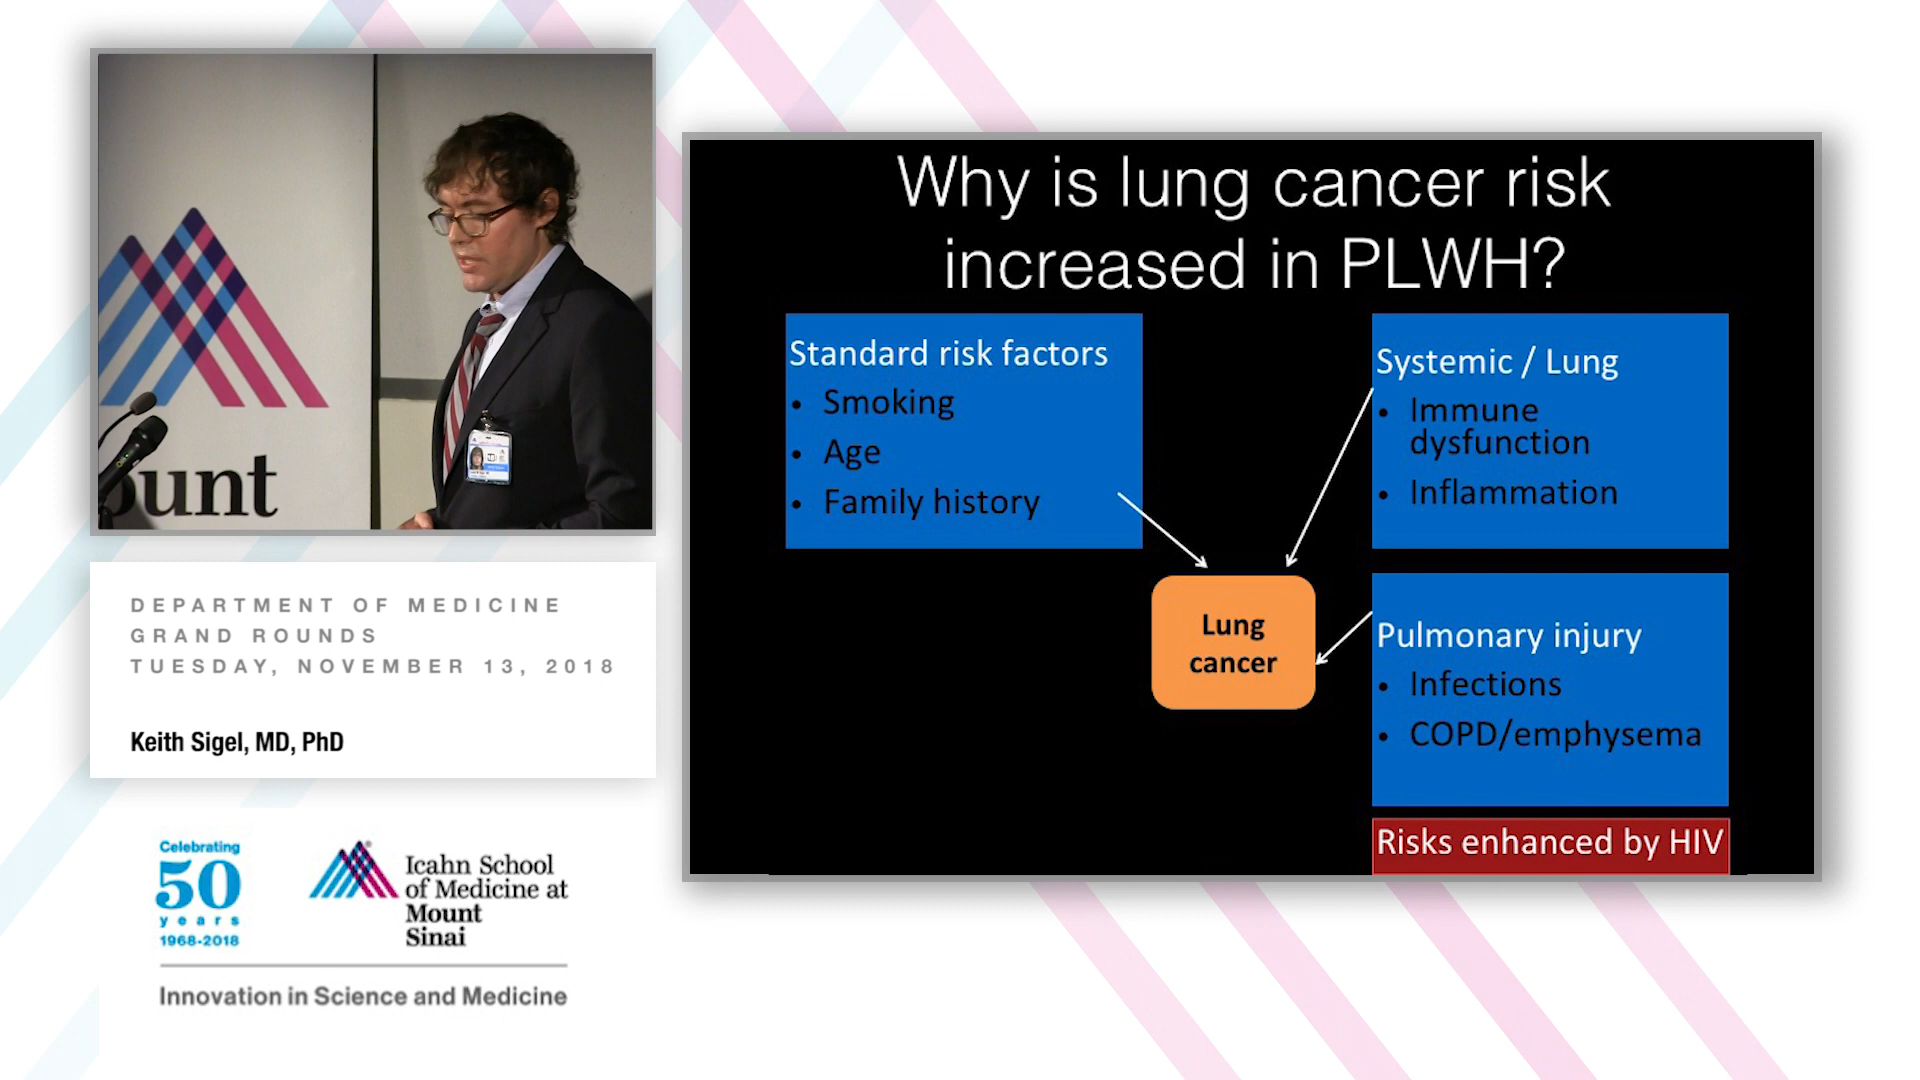 ount
DEPARTMENT OF MEDICINE
GRAND ROUNDS
TUESDAY, NOVEMBER 13, 2018
Keith Sigel, MD, PhD
Celebrating
50
years
1968-2018
Icahn School
of Medicine at
Mount
Sinai
Innovation in Science and Medicine
Why is lung cancer risk
increased in PLWH?
Standard risk factors
• Smoking
• Age
• Family history
Systemic / Lung
• Immune
dysfunction
• Inflammation
Lung
cancer
Pulmonary injury
• Infections
• COPD/emphysema
Risks enhanced by HIV